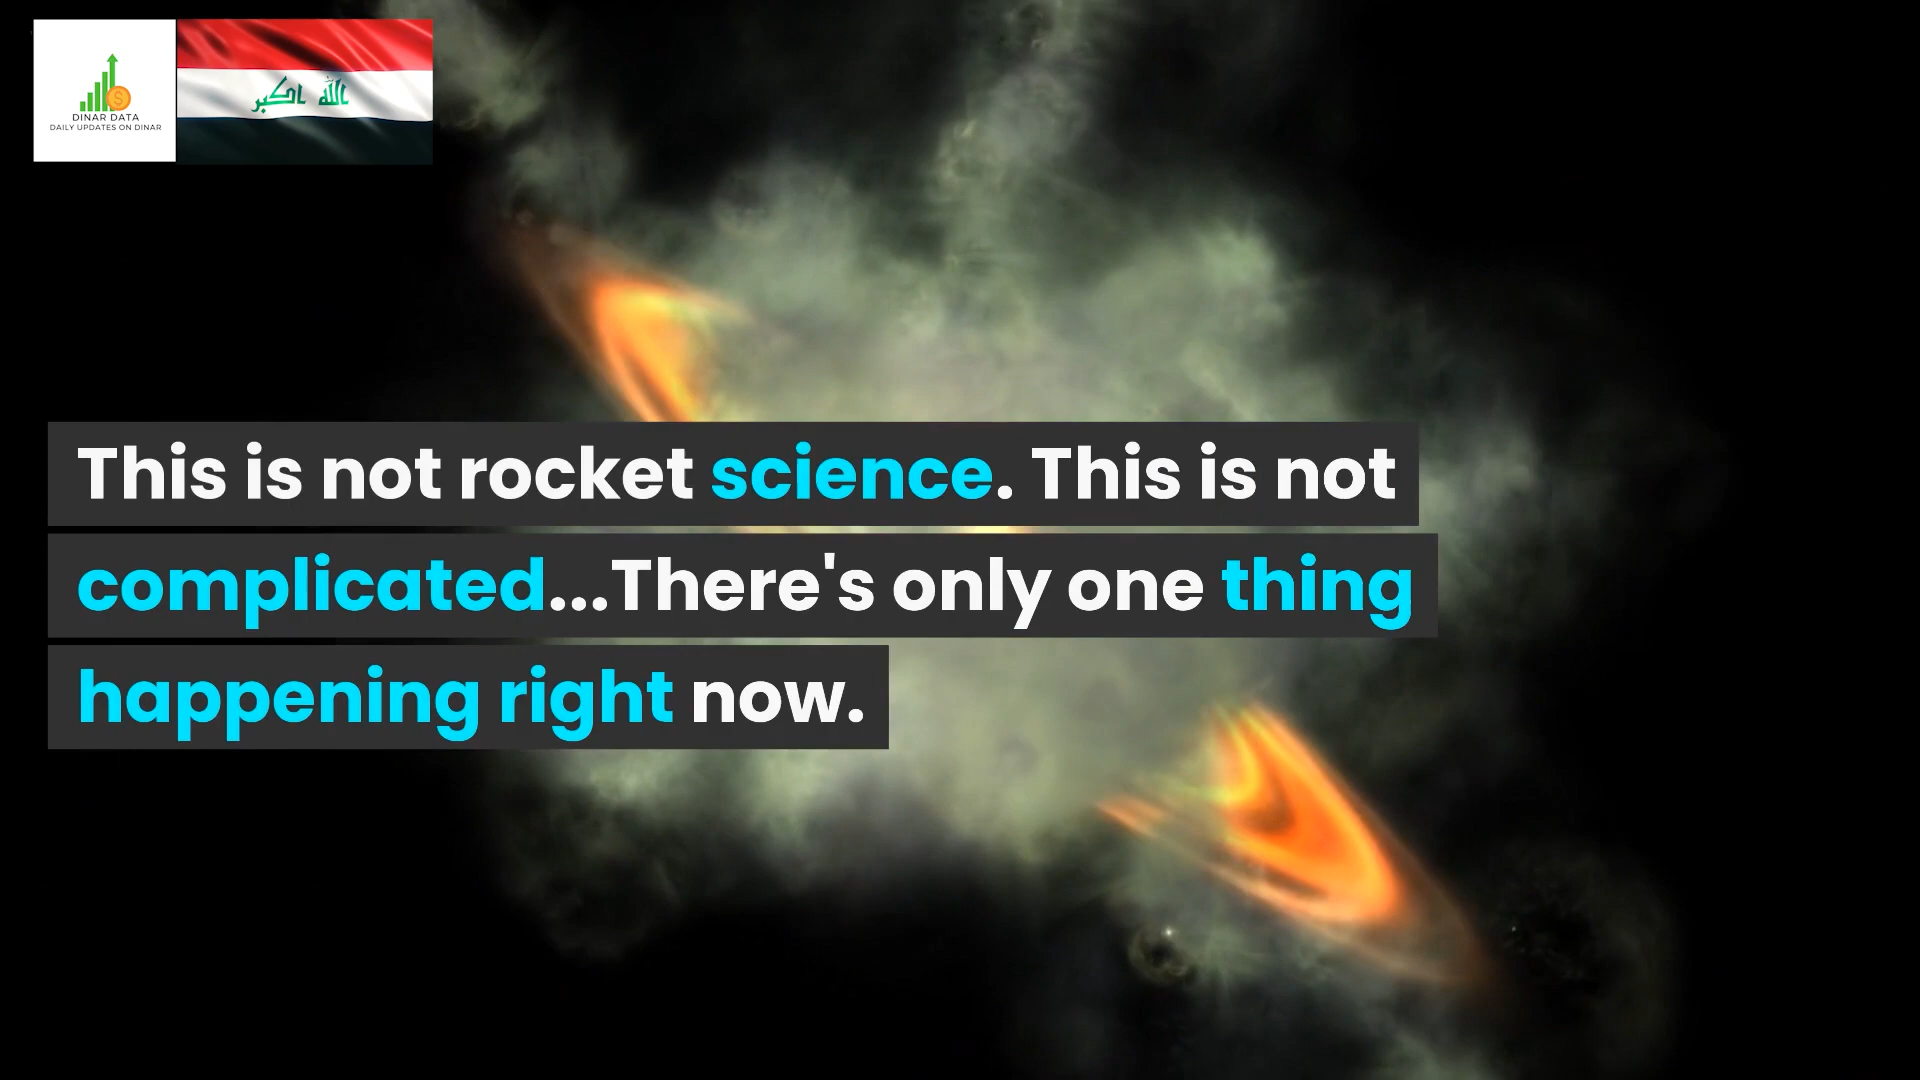 DINAR DATA
DAILY UPDATES ON DINAR
الله اكبر
This is not rocket science. This is not
complicated...There's only one thing
happening right now.